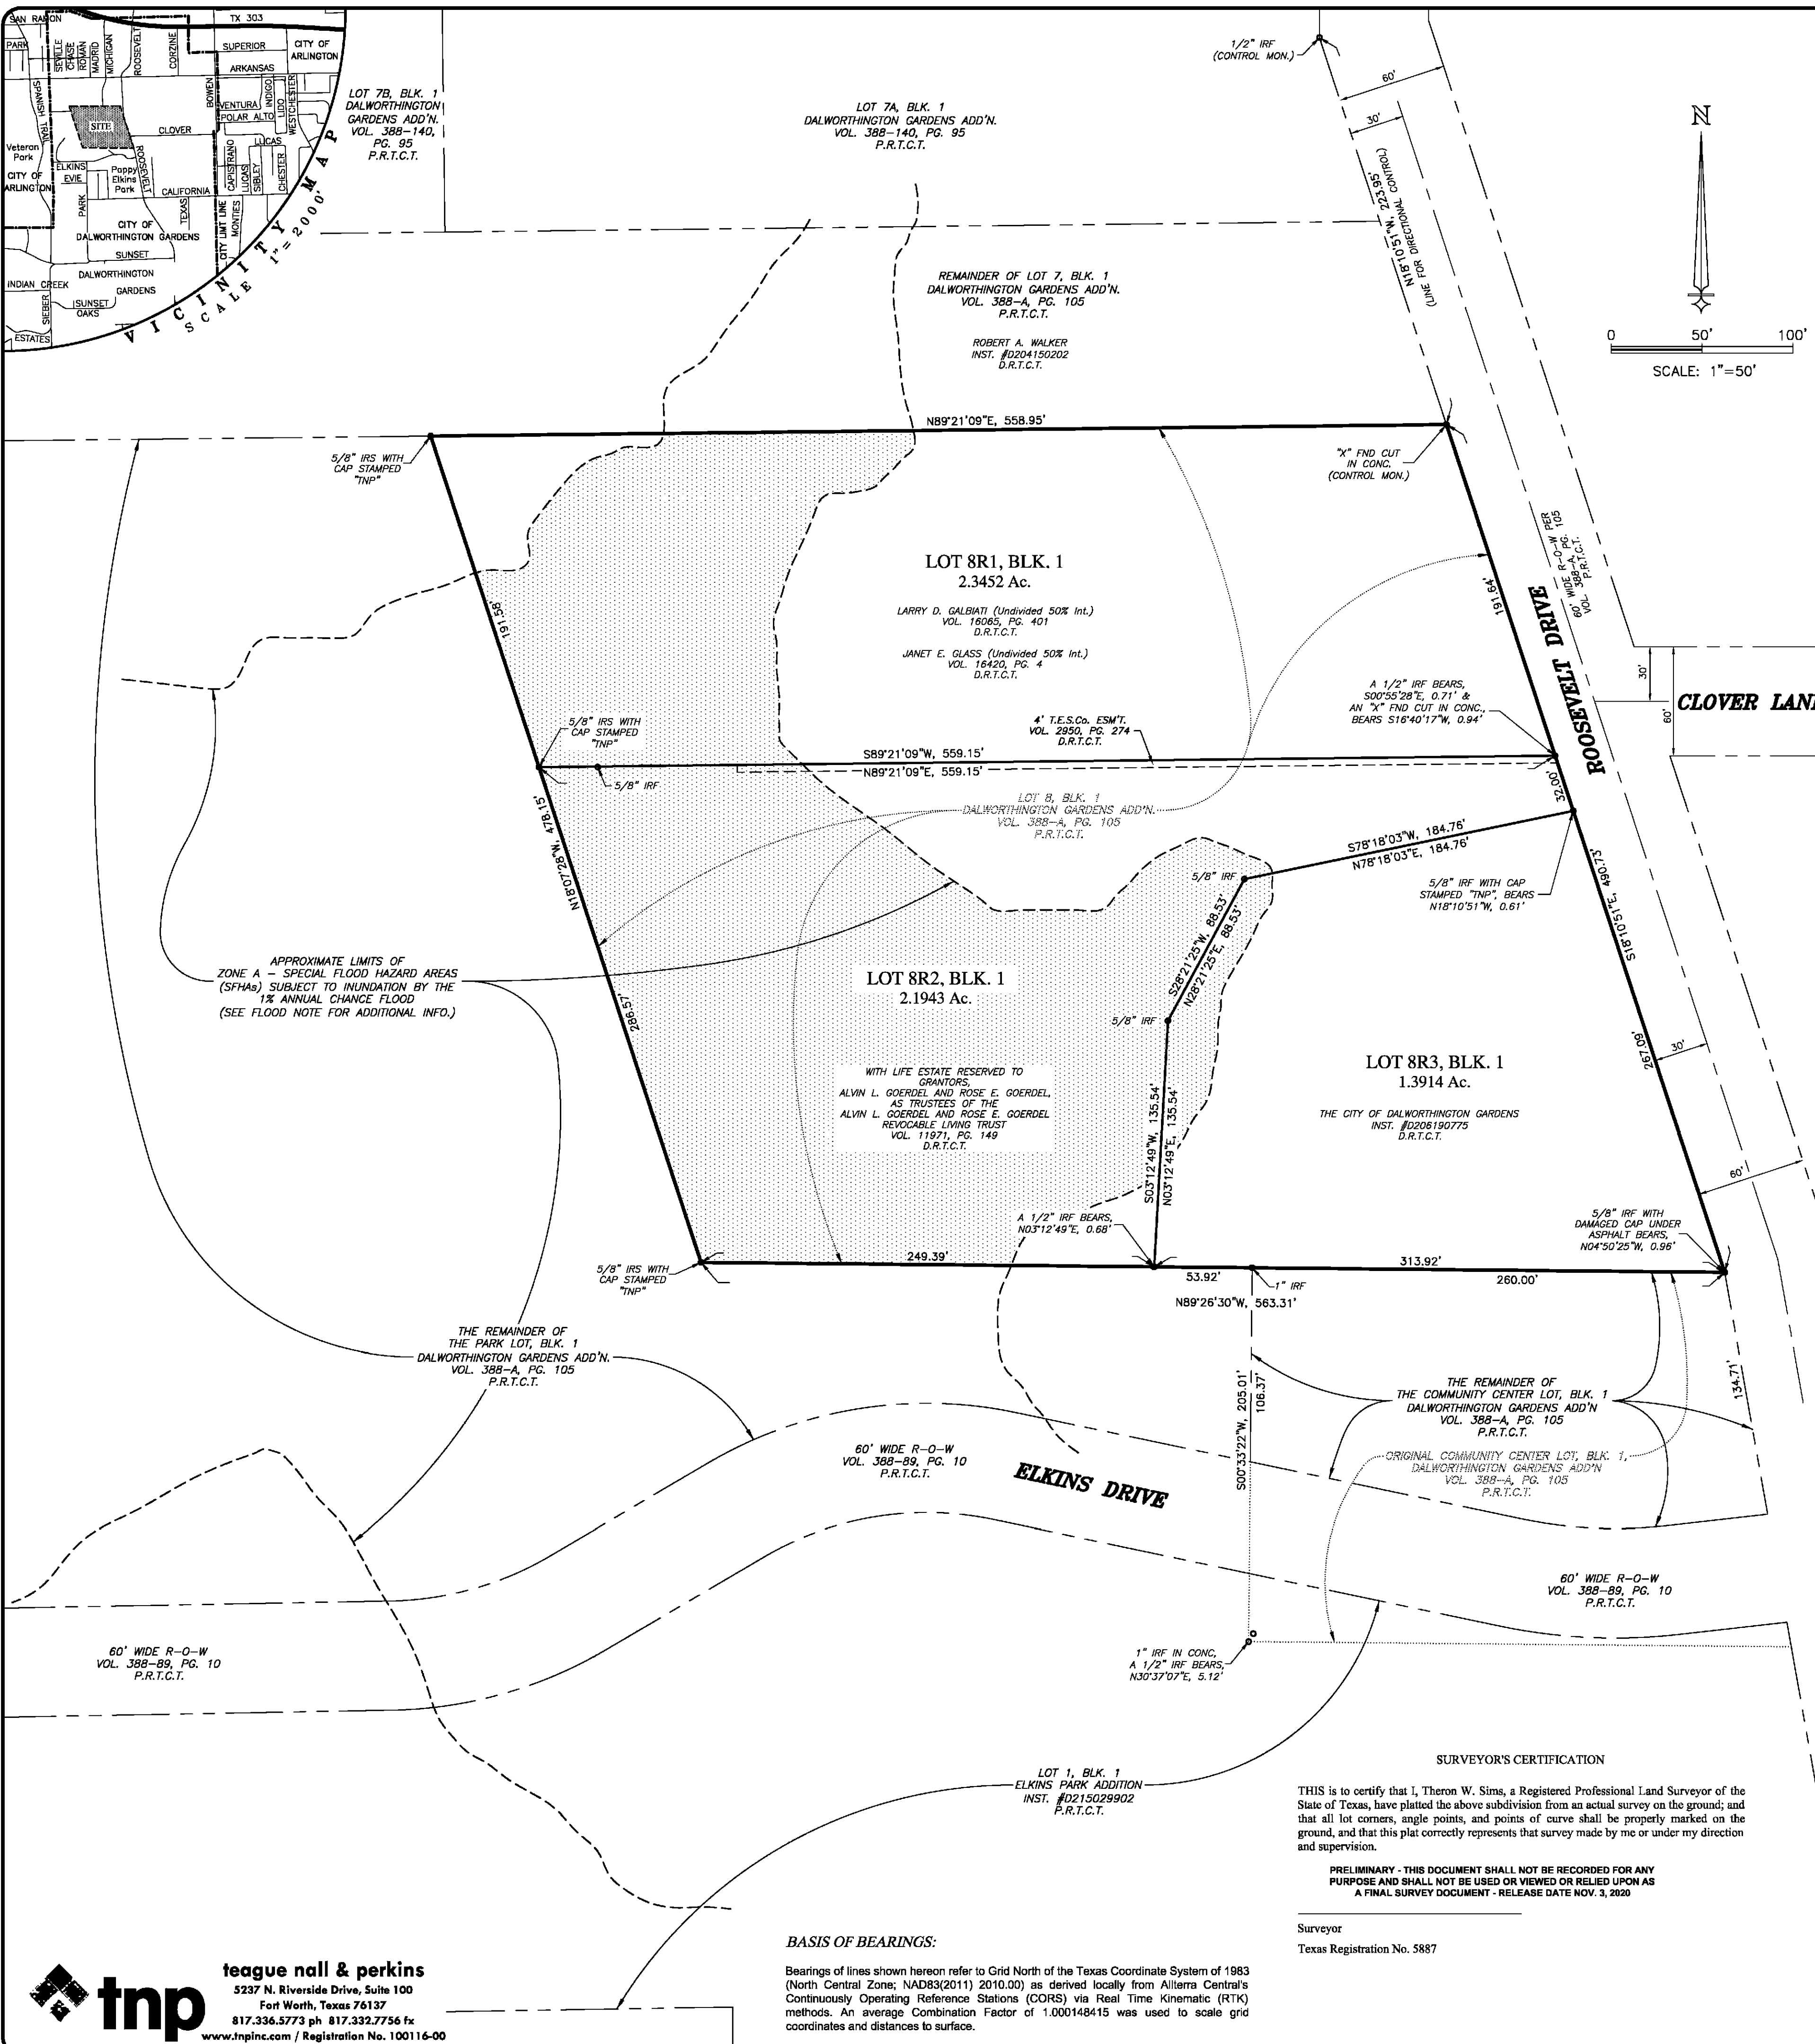 SAN RAMON
TX 303
PARK
SEVILLE
CHASE
ROMAN
MADRID
MICHIGAN
ROOSEVELT
CORZINE
SUPERIOR
CITY OF
ARLINGTON
ARKANSAS
SPANISH TRAIL
BOWEN
VENTURA
INDIGO
LIDO
WESTCHESTER
POLAR ALTO
SITE
CLOVER
LUCAS
Veteran
Park
CITY OF
ARLINGTON
ELKINS
EVIE
Pappy
Elkins
Park
ROOSEVELT
CAPISTRANO
LUCAS
SIBLEY
CHESTER
CALIFORNIA
PARK
TEXAS
CITY LIMIT LINE
MONTIES
CITY OF
DALWORTHINGTON GARDENS
SUNSET
DALWORTHINGTON
GARDENS
INDIAN CREEK
SIEBER
SUNSET
OAKS
ESTATES
VICINITY MAP
SCALE 1"= 2000'
LOT 7B, BLK. 1
DALWORTHINGTON
GARDENS ADD'N.
VOL. 388-140,
PG. 95
P.R.T.C.T.
LOT 7A, BLK. 1
DALWORTHINGTON GARDENS ADD'N.
VOL. 388-140, PG. 95
P.R.T.C.T.
1/2" IRF
(CONTROL MON.)
60'
30'
N18°10'51"W, 223.95'
(LINE FOR DIRECTIONAL CONTROL)
N
0 50' 100'
SCALE: 1"=50'
REMAINDER OF LOT 7, BLK. 1
DALWORTHINGTON GARDENS ADD'N.
VOL. 388-A, PG. 105
P.R.T.C.T.
ROBERT A. WALKER
INST. #D204150202
D.R.T.C.T.
N89°21'09"E, 558.95'
5/8" IRS WITH
CAP STAMPED
"TNP"
"X" FND CUT
IN CONC.
(CONTROL MON.)
191.58'
LOT 8R1, BLK. 1
2.3452 Ac.
LARRY D. GALBIATI (Undivided 50% Int.)
VOL. 16065, PG. 401
D.R.T.C.T.
JANET E. GLASS (Undivided 50% Int.)
VOL. 16420, PG. 4
D.R.T.C.T.
191.64'
ROOSEVELT DRIVE
60' WIDE R-O-W PER
VOL. 388-A, PG. 105
P.R.T.C.T.
30'
60'
CLOVER LAN
A 1/2" IRF BEARS,
S00°55'28"E, 0.71' &
AN "X" FND CUT IN CONC.,
BEARS S16°40'17"W, 0.94'
4' T.E.S.Co. ESM'T.
VOL. 2950, PG. 274
D.R.T.C.T.
5/8" IRS WITH
CAP STAMPED
"TNP"
S89°21'09"W, 559.15'
N89°21'09"E, 559.15'
5/8" IRF
32.00'
LOT 8, BLK. 1
DALWORTHINGTON GARDENS ADD'N.
VOL. 388-A, PG. 105
P.R.T.C.T.
N18°07'28"W, 478.15'
S78°18'03"W, 184.76'
N78°18'03"E, 184.76'
5/8" IRF
5/8" IRF WITH CAP
STAMPED "TNP", BEARS
N18°10'51"W, 0.61'
S18°10'51"E, 490.73'
S28°21'25"W, 88.53'
N28°21'25"E, 88.53'
APPROXIMATE LIMITS OF
ZONE A - SPECIAL FLOOD HAZARD AREAS
(SFHAs) SUBJECT TO INUNDATION BY THE
1% ANNUAL CHANCE FLOOD
(SEE FLOOD NOTE FOR ADDITIONAL INFO.)
LOT 8R2, BLK. 1
2.1943 Ac.
286.57'
5/8" IRF
WITH LIFE ESTATE RESERVED TO
GRANTORS,
ALVIN L. GOERDEL AND ROSE E. GOERDEL,
AS TRUSTEES OF THE
ALVIN L. GOERDEL AND ROSE E. GOERDEL
REVOCABLE LIVING TRUST
VOL. 11971, PG. 149
D.R.T.C.T.
LOT 8R3, BLK. 1
1.3914 Ac.
THE CITY OF DALWORTHINGTON GARDENS
INST. #D206190775
D.R.T.C.T.
267.09'
30'
60'
S03°12'49"W, 135.54'
N03°12'49"E, 135.54'
A 1/2" IRF BEARS,
N03°12'49"E, 0.68'
5/8" IRF WITH
DAMAGED CAP UNDER
ASPHALT BEARS,
N04°50'25"W, 0.96'
5/8" IRS WITH
CAP STAMPED
"TNP"
249.39'
313.92'
53.92'
1" IRF
260.00'
N89°26'30"W, 563.31'
THE REMAINDER OF
THE PARK LOT, BLK. 1
DALWORTHINGTON GARDENS ADD'N.
VOL. 388-A, PG. 105
P.R.T.C.T.
S00°33'22"W, 205.01'
106.37'
134.71'
THE REMAINDER OF
THE COMMUNITY CENTER LOT, BLK. 1
DALWORTHINGTON GARDENS ADD'N
VOL. 388-A, PG. 105
P.R.T.C.T.
ORIGINAL COMMUNITY CENTER LOT, BLK. 1,
DALWORTHINGTON GARDENS ADD'N
VOL. 388-A, PG. 105
P.R.T.C.T.
60' WIDE R-O-W
VOL. 388-89, PG. 10
P.R.T.C.T.
ELKINS DRIVE
60' WIDE R-O-W
VOL. 388-89, PG. 10
P.R.T.C.T.
60' WIDE R-O-W
VOL. 388-89, PG. 10
P.R.T.C.T.
1" IRF IN CONC,
A 1/2" IRF BEARS,
N30°37'07"E, 5.12'
LOT 1, BLK. 1
ELKINS PARK ADDITION
INST. #D215029902
P.R.T.C.T.
SURVEYOR'S CERTIFICATION
THIS is to certify that I, Theron W. Sims, a Registered Professional Land Surveyor of the
State of Texas, have platted the above subdivision from an actual survey on the ground; and
that all lot corners, angle points, and points of curve shall be properly marked on the
ground, and that this plat correctly represents that survey made by me or under my direction
and supervision.
PRELIMINARY - THIS DOCUMENT SHALL NOT BE RECORDED FOR ANY
PURPOSE AND SHALL NOT BE USED OR VIEWED OR RELIED UPON AS
A FINAL SURVEY DOCUMENT - RELEASE DATE NOV. 3, 2020
Surveyor
Texas Registration No. 5887
BASIS OF BEARINGS:
Bearings of lines shown hereon refer to Grid North of the Texas Coordinate System of 1983
(North Central Zone; NAD83(2011) 2010.00) as derived locally from Allterra Central's
Continuously Operating Reference Stations (CORS) via Real Time Kinematic (RTK)
methods. An average Combination Factor of 1.000148415 was used to scale grid
coordinates and distances to surface.
tnp
teague nall & perkins
5237 N. Riverside Drive, Suite 100
Fort Worth, Texas 76137
817.336.5773 ph 817.332.7756 fx
www.tnpinc.com / Registration No. 100116-00